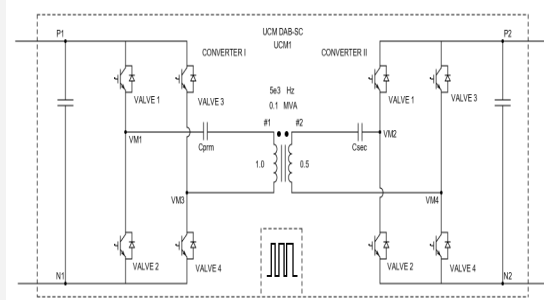 P1
UCM DAB-SC
UCM1
P2
CONVERTER I
CONVERTER II
VALVE 1
VALVE 3
5e3 Hz
0.1 MVA
VALVE 1
VALVE 3
VM1
Cprm
#1
#2
Csec
VM2
1.0
0.5
VM3
VM4
VALVE 2
VALVE 4
VALVE 2
VALVE 4
N1
N2